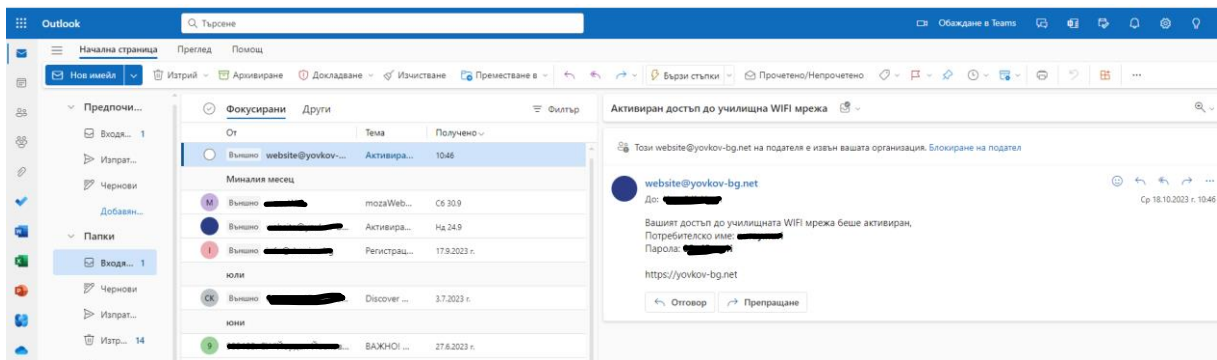 Outlook
Търсене
Обаждане в Teams
Начална страница Преглед Помощ
Нов имейл Изтрий Архивиране Докладване Изчистване Преместване в Бързи стъпки Прочетено/Непрочетено
Предпочи...
Входя... 1
Изпрат...
Чернови
Добавян...
Папки
Входя... 1
Чернови
Изпрат...
Изтр... 14
Фокусирани Други Филтър
От Тема Получено
Външно website@yovkov-... Активира... 10:46
Миналия месец
M Външно mozaWeb... Сб 30.9
Външно Активира... Нд 24.9
I Външно Регистрац... 17.9.2023 г.
юли
СК Външно Discover ... 3.7.2023 г.
юни
9 ВАЖНО! ... 27.6.2023 г.
Активиран достъп до училищна WIFI мрежа
Този website@yovkov-bg.net на подателя е извън вашата организация. Блокиране на подател
website@yovkov-bg.net
До:
Ср 18.10.2023 г. 10:46
Вашият достъп до училищната WIFI мрежа беше активиран,
Потребителско име:
Парола:
https://yovkov-bg.net
Отговор Препращане